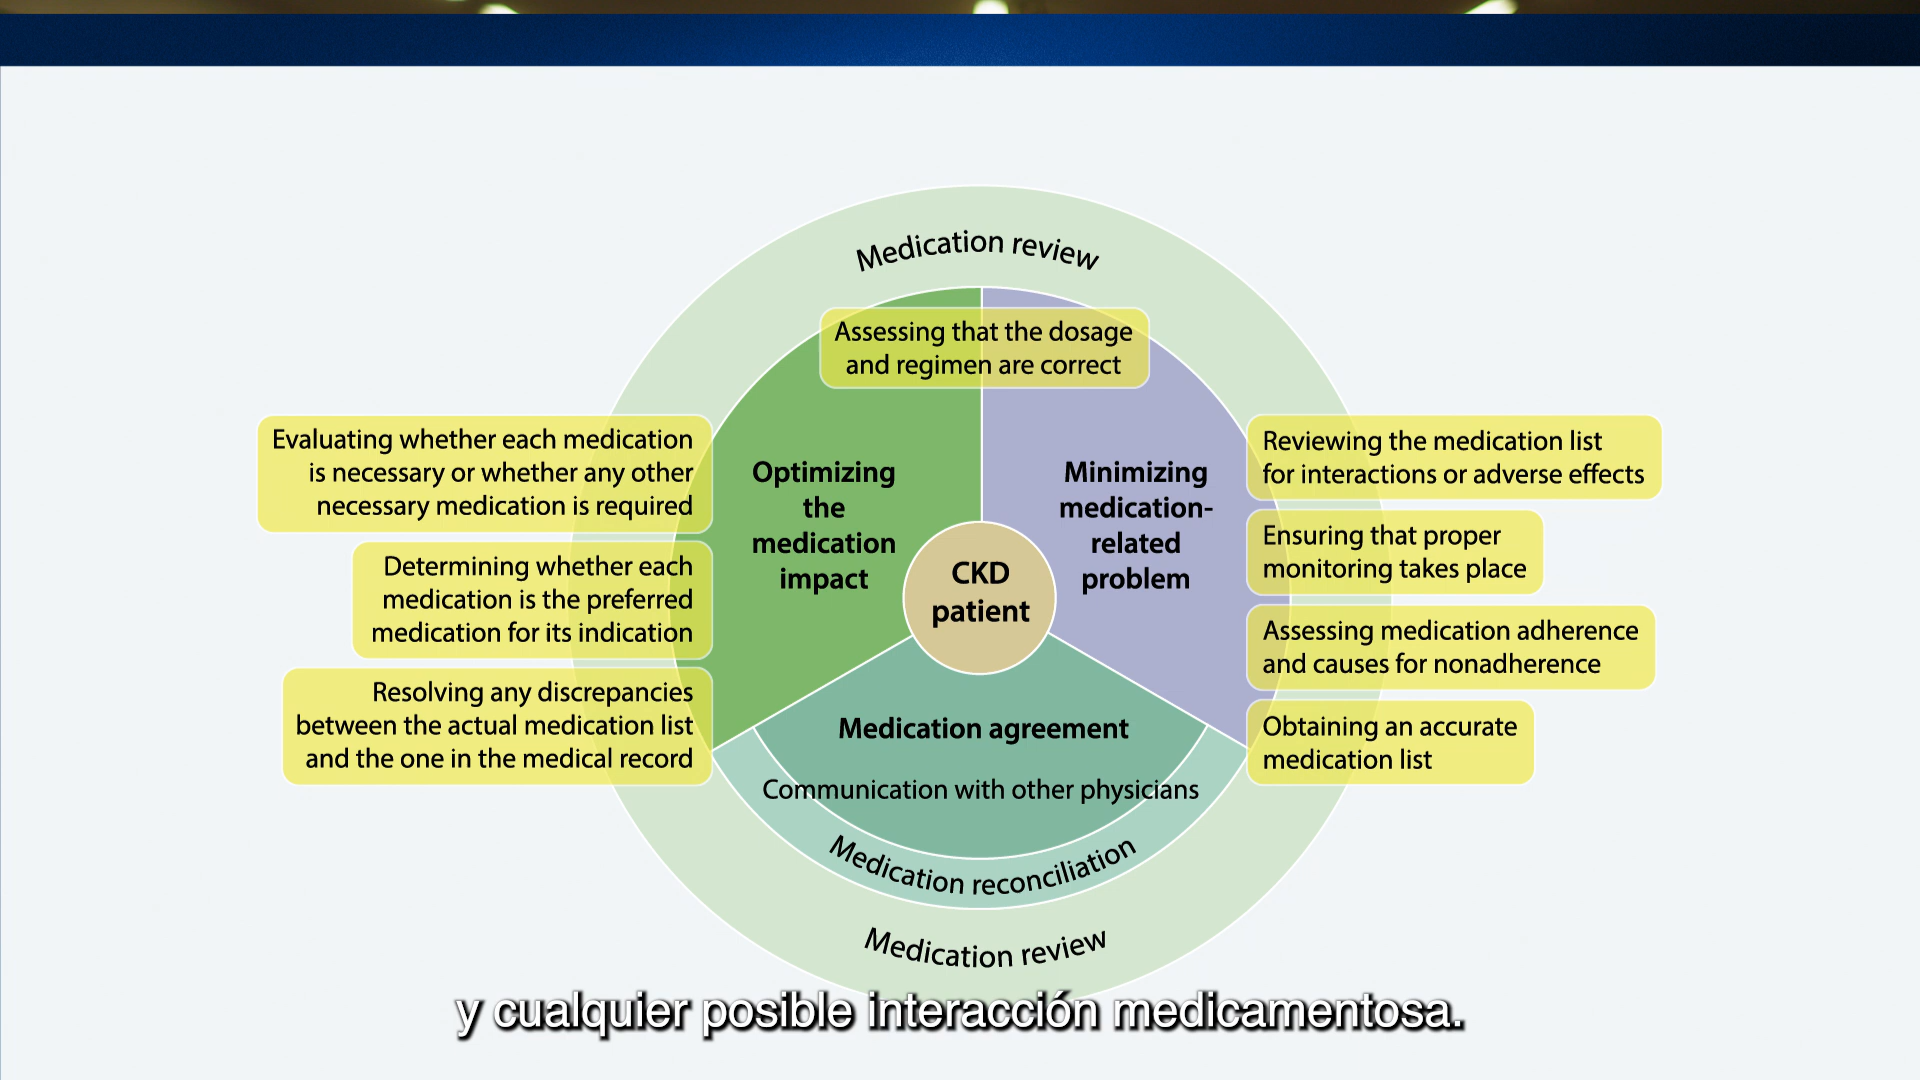 Medication review
Assessing that the dosage
and regimen are correct
Evaluating whether each medication
is necessary or whether any other
necessary medication is required
Determining whether each
medication is the preferred
medication for its indication
Resolving any discrepancies
between the actual medication list
and the one in the medical record
Optimizing
the
medication
impact
Minimizing
medication-
related
problem
CKD
patient
Reviewing the medication list
for interactions or adverse effects
Ensuring that proper
monitoring takes place
Assessing medication adherence
and causes for nonadherence
Obtaining an accurate
medication list
Medication agreement
Communication with other physicians
Medication reconciliation
Medication review
y cualquier posible interacción medicamentosa.